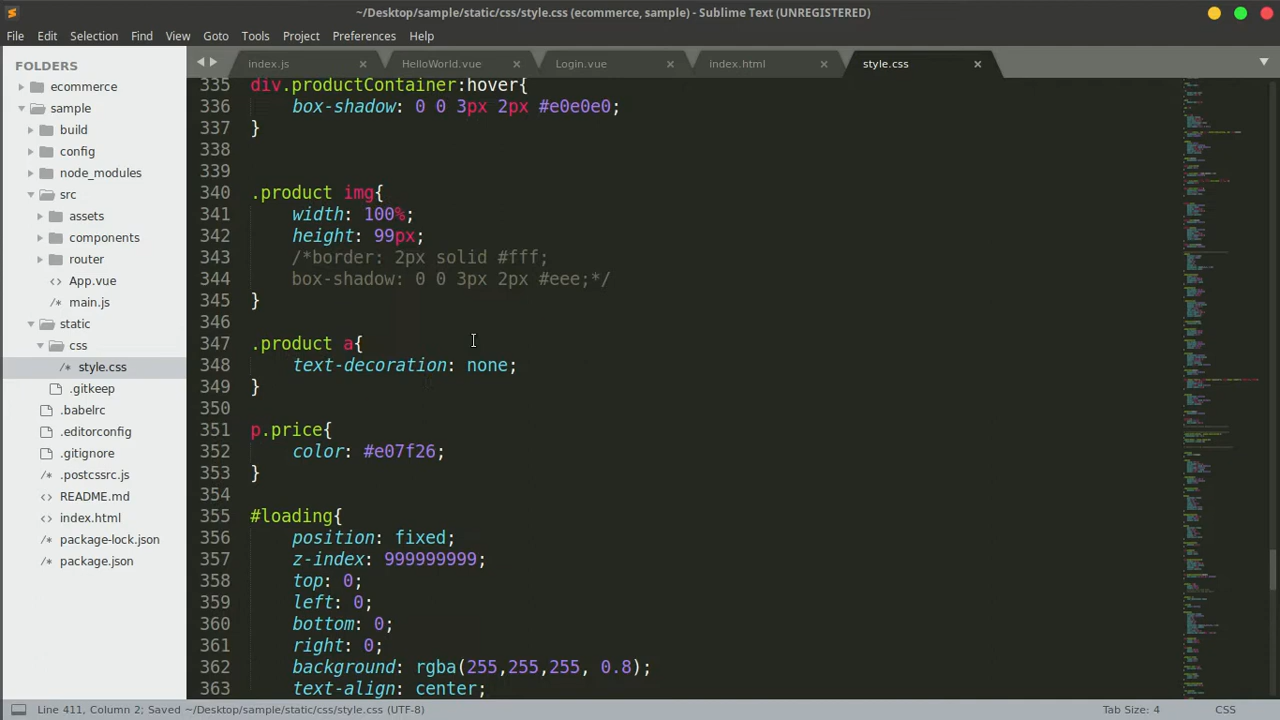 ~/Desktop/sample/static/css/style.css (ecommerce, sample) - Sublime Text (UNREGISTERED)
File Edit Selection Find View Goto Tools Project Preferences Help
FOLDERS
ecommerce
sample
build
config
node_modules
src
assets
components
router
App.vue
main.js
static
css
/* style.css
.gitkeep
/* .babelrc
/* .editorconfig
/* .gitignore
/* .postcssrc.js
<> README.md
<> index.html
/* package-lock.json
/* package.json
index.js × HelloWorld.vue × Login.vue × index.html × style.css ×
335 div.productContainer:hover{
336     box-shadow: 0 0 3px 2px #e0e0e0;
337 }
338
339
340 .product img{
341     width: 100%;
342     height: 99px;
343     /*border: 2px solid #fff;
344     box-shadow: 0 0 3px 2px #eee;*/
345 }
346
347 .product a{
348     text-decoration: none;
349 }
350
351 p.price{
352     color: #e07f26;
353 }
354
355 #loading{
356     position: fixed;
357     z-index: 999999999;
358     top: 0;
359     left: 0;
360     bottom: 0;
361     right: 0;
362     background: rgba(255,255,255, 0.8);
363     text-align: center;
Line 411, Column 2; Saved ~/Desktop/sample/static/css/style.css (UTF-8) Tab Size: 4 CSS